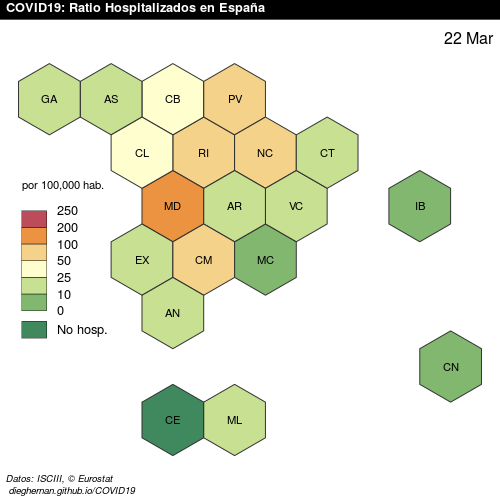 COVID19: Ratio Hospitalizados en España
22 Mar
GA AS CB PV
CL RI NC CT
por 100,000 hab.
MD AR VC IB
250
200
100
50
25
10
0
No hosp.
EX CM MC
AN
CN
CE ML
Datos: ISCIII, © Eurostat
dieghernan.github.io/COVID19